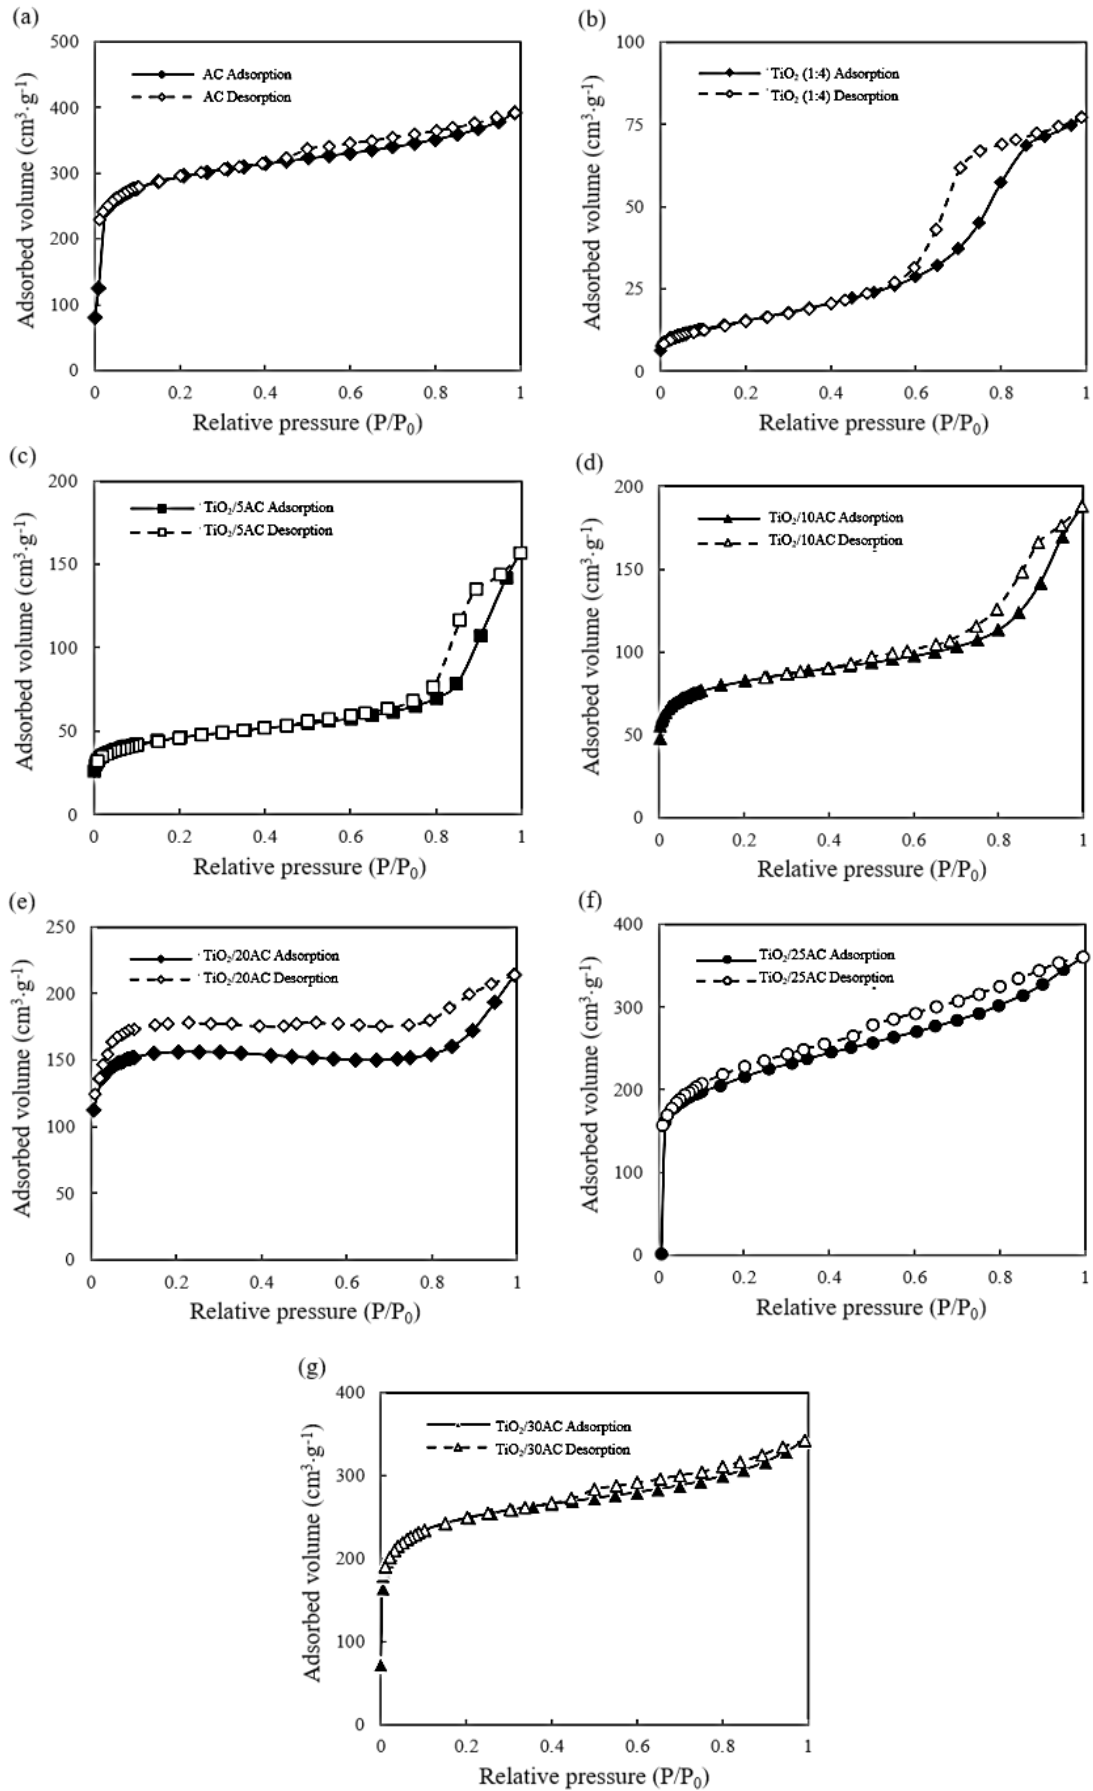 (a)
500
400
300
200
100
0
Adsorbed volume (cm³·g⁻¹)
AC Adsorption
AC Desorption
0 0.2 0.4 0.6 0.8 1
Relative pressure (P/P₀)
(b)
100
75
50
25
0
Adsorbed volume (cm³·g⁻¹)
TiO₂ (1:4) Adsorption
TiO₂ (1:4) Desorption
0 0.2 0.4 0.6 0.8 1
Relative pressure (P/P₀)
(c)
200
150
100
50
0
Adsorbed volume (cm³·g⁻¹)
TiO₂/5AC Adsorption
TiO₂/5AC Desorption
0 0.2 0.4 0.6 0.8 1
Relative pressure (P/P₀)
(d)
200
150
100
50
0
Adsorbed volume (cm³·g⁻¹)
TiO₂/10AC Adsorption
TiO₂/10AC Desorption
0 0.2 0.4 0.6 0.8 1
Relative pressure (P/P₀)
(e)
250
200
150
100
50
0
Adsorbed volume (cm³·g⁻¹)
TiO₂/20AC Adsorption
TiO₂/20AC Desorption
0 0.2 0.4 0.6 0.8 1
Relative pressure (P/P₀)
(f)
400
300
200
100
0
Adsorbed volume (cm³·g⁻¹)
TiO₂/25AC Adsorption
TiO₂/25AC Desorption
0 0.2 0.4 0.6 0.8 1
Relative pressure (P/P₀)
(g)
400
300
200
100
0
Adsorbed volume (cm³·g⁻¹)
TiO₂/30AC Adsorption
TiO₂/30AC Desorption
0 0.2 0.4 0.6 0.8 1
Relative pressure (P/P₀)